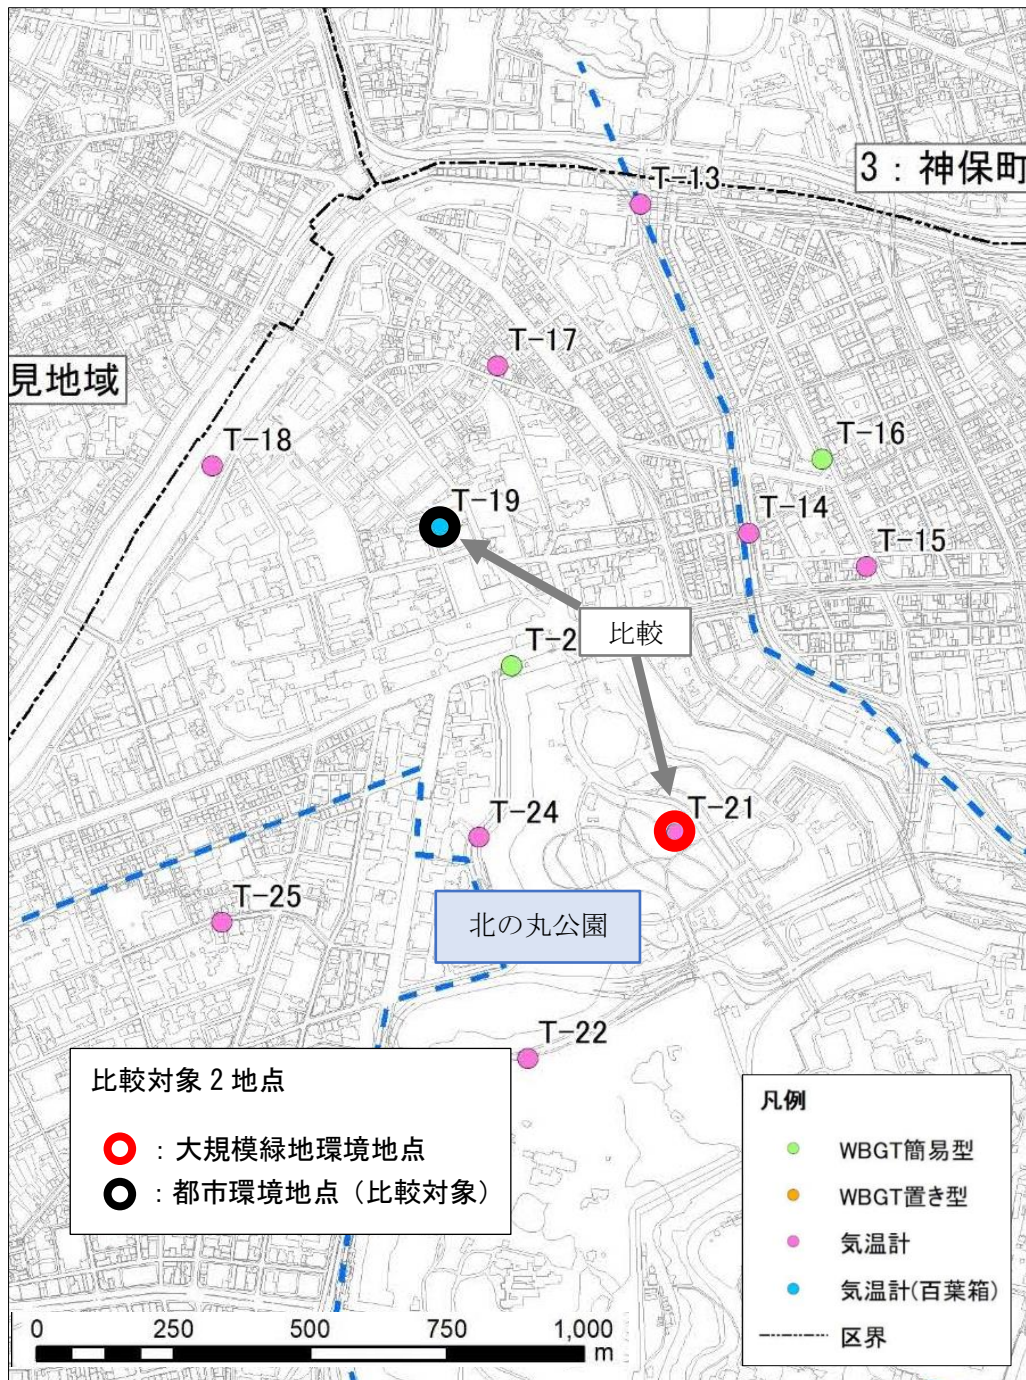 3：神保町
T-13
T-17
見地域
T-16
T-18
T-19
T-14
T-15
比較
T-2
T-21
T-24
北の丸公園
T-25
T-22
比較対象２地点
：大規模緑地環境地点
：都市環境地点（比較対象）
凡例
WBGT簡易型
WBGT置き型
気温計
気温計(百葉箱)
区界
0 250 500 750 1,000
m